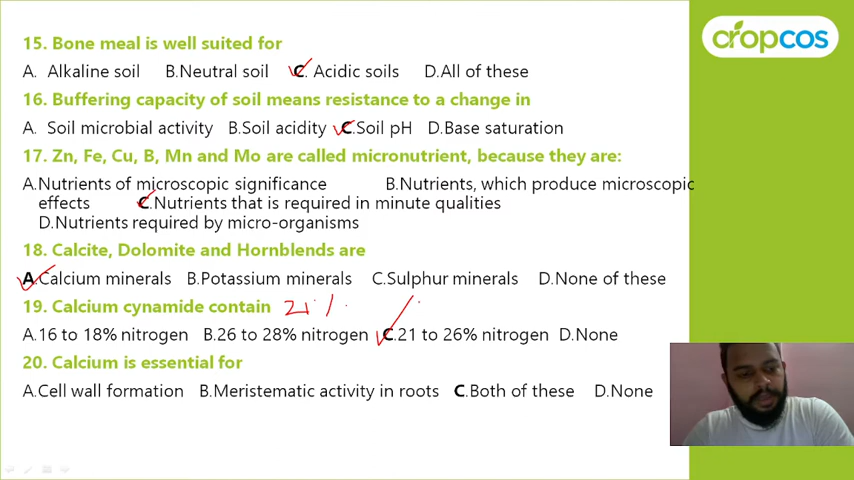 cropcos
15. Bone meal is well suited for
A. Alkaline soil B.Neutral soil C. Acidic soils D.All of these
16. Buffering capacity of soil means resistance to a change in
A. Soil microbial activity B.Soil acidity C.Soil pH D.Base saturation
17. Zn, Fe, Cu, B, Mn and Mo are called micronutrient, because they are:
A.Nutrients of microscopic significance B.Nutrients, which produce microscopic
effects C.Nutrients that is required in minute qualities
D.Nutrients required by micro-organisms
18. Calcite, Dolomite and Hornblends are
A.Calcium minerals B.Potassium minerals C.Sulphur minerals D.None of these
19. Calcium cynamide contain 21%
A.16 to 18% nitrogen B.26 to 28% nitrogen C.21 to 26% nitrogen D.None
20. Calcium is essential for
A.Cell wall formation B.Meristematic activity in roots C.Both of these D.None